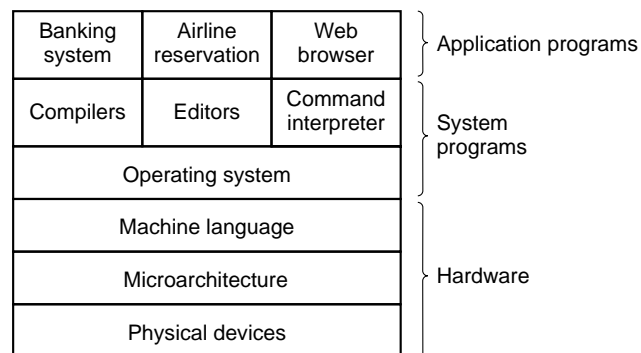 Banking
system
Airline
reservation
Web
browser
Application programs
Compilers
Editors
Command
interpreter
System
programs
Operating system
Machine language
Microarchitecture
Hardware
Physical devices